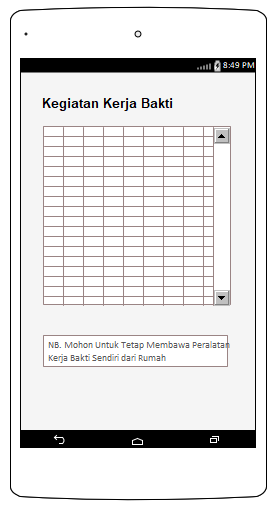 8:49 PM
Kegiatan Kerja Bakti
NB. Mohon Untuk Tetap Membawa Peralatan
Kerja Bakti Sendiri dari Rumah